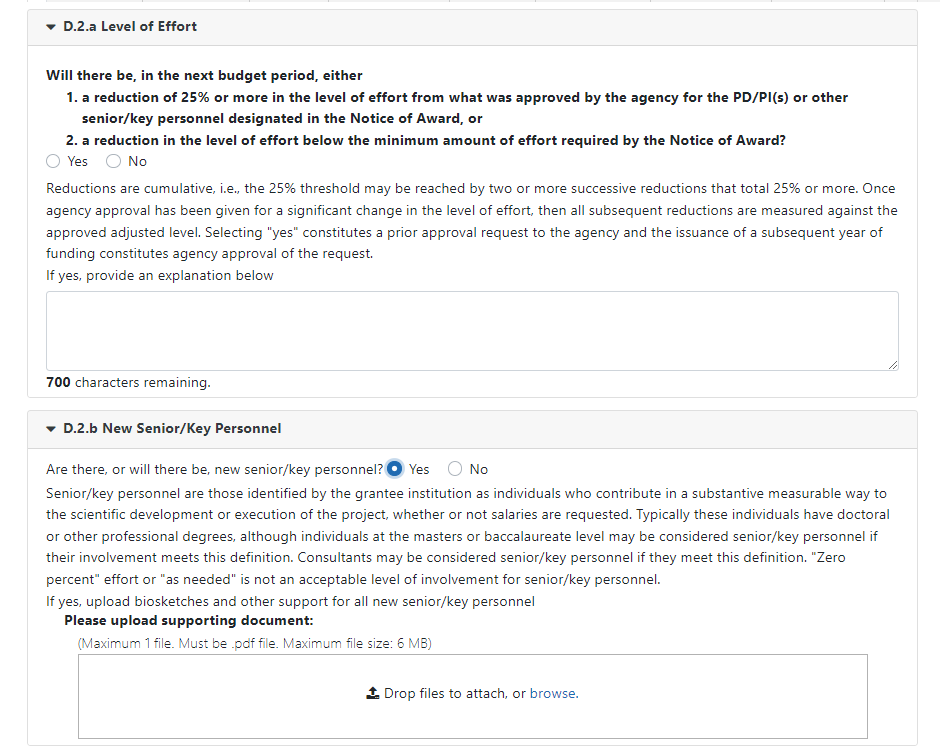 D.2.a Level of Effort
Will there be, in the next budget period, either
1. a reduction of 25% or more in the level of effort from what was approved by the agency for the PD/PI(s) or other
senior/key personnel designated in the Notice of Award, or
2. a reduction in the level of effort below the minimum amount of effort required by the Notice of Award?
Yes No
Reductions are cumulative, i.e., the 25% threshold may be reached by two or more successive reductions that total 25% or more. Once
agency approval has been given for a significant change in the level of effort, then all subsequent reductions are measured against the
approved adjusted level. Selecting "yes" constitutes a prior approval request to the agency and the issuance of a subsequent year of
funding constitutes agency approval of the request.
If yes, provide an explanation below
700 characters remaining.
D.2.b New Senior/Key Personnel
Are there, or will there be, new senior/key personnel? Yes No
Senior/key personnel are those identified by the grantee institution as individuals who contribute in a substantive measurable way to
the scientific development or execution of the project, whether or not salaries are requested. Typically these individuals have doctoral
or other professional degrees, although individuals at the masters or baccalaureate level may be considered senior/key personnel if
their involvement meets this definition. Consultants may be considered senior/key personnel if they meet this definition. "Zero
percent" effort or "as needed" is not an acceptable level of involvement for senior/key personnel.
If yes, upload biosketches and other support for all new senior/key personnel
Please upload supporting document:
(Maximum 1 file. Must be .pdf file. Maximum file size: 6 MB)
Drop files to attach, or browse.